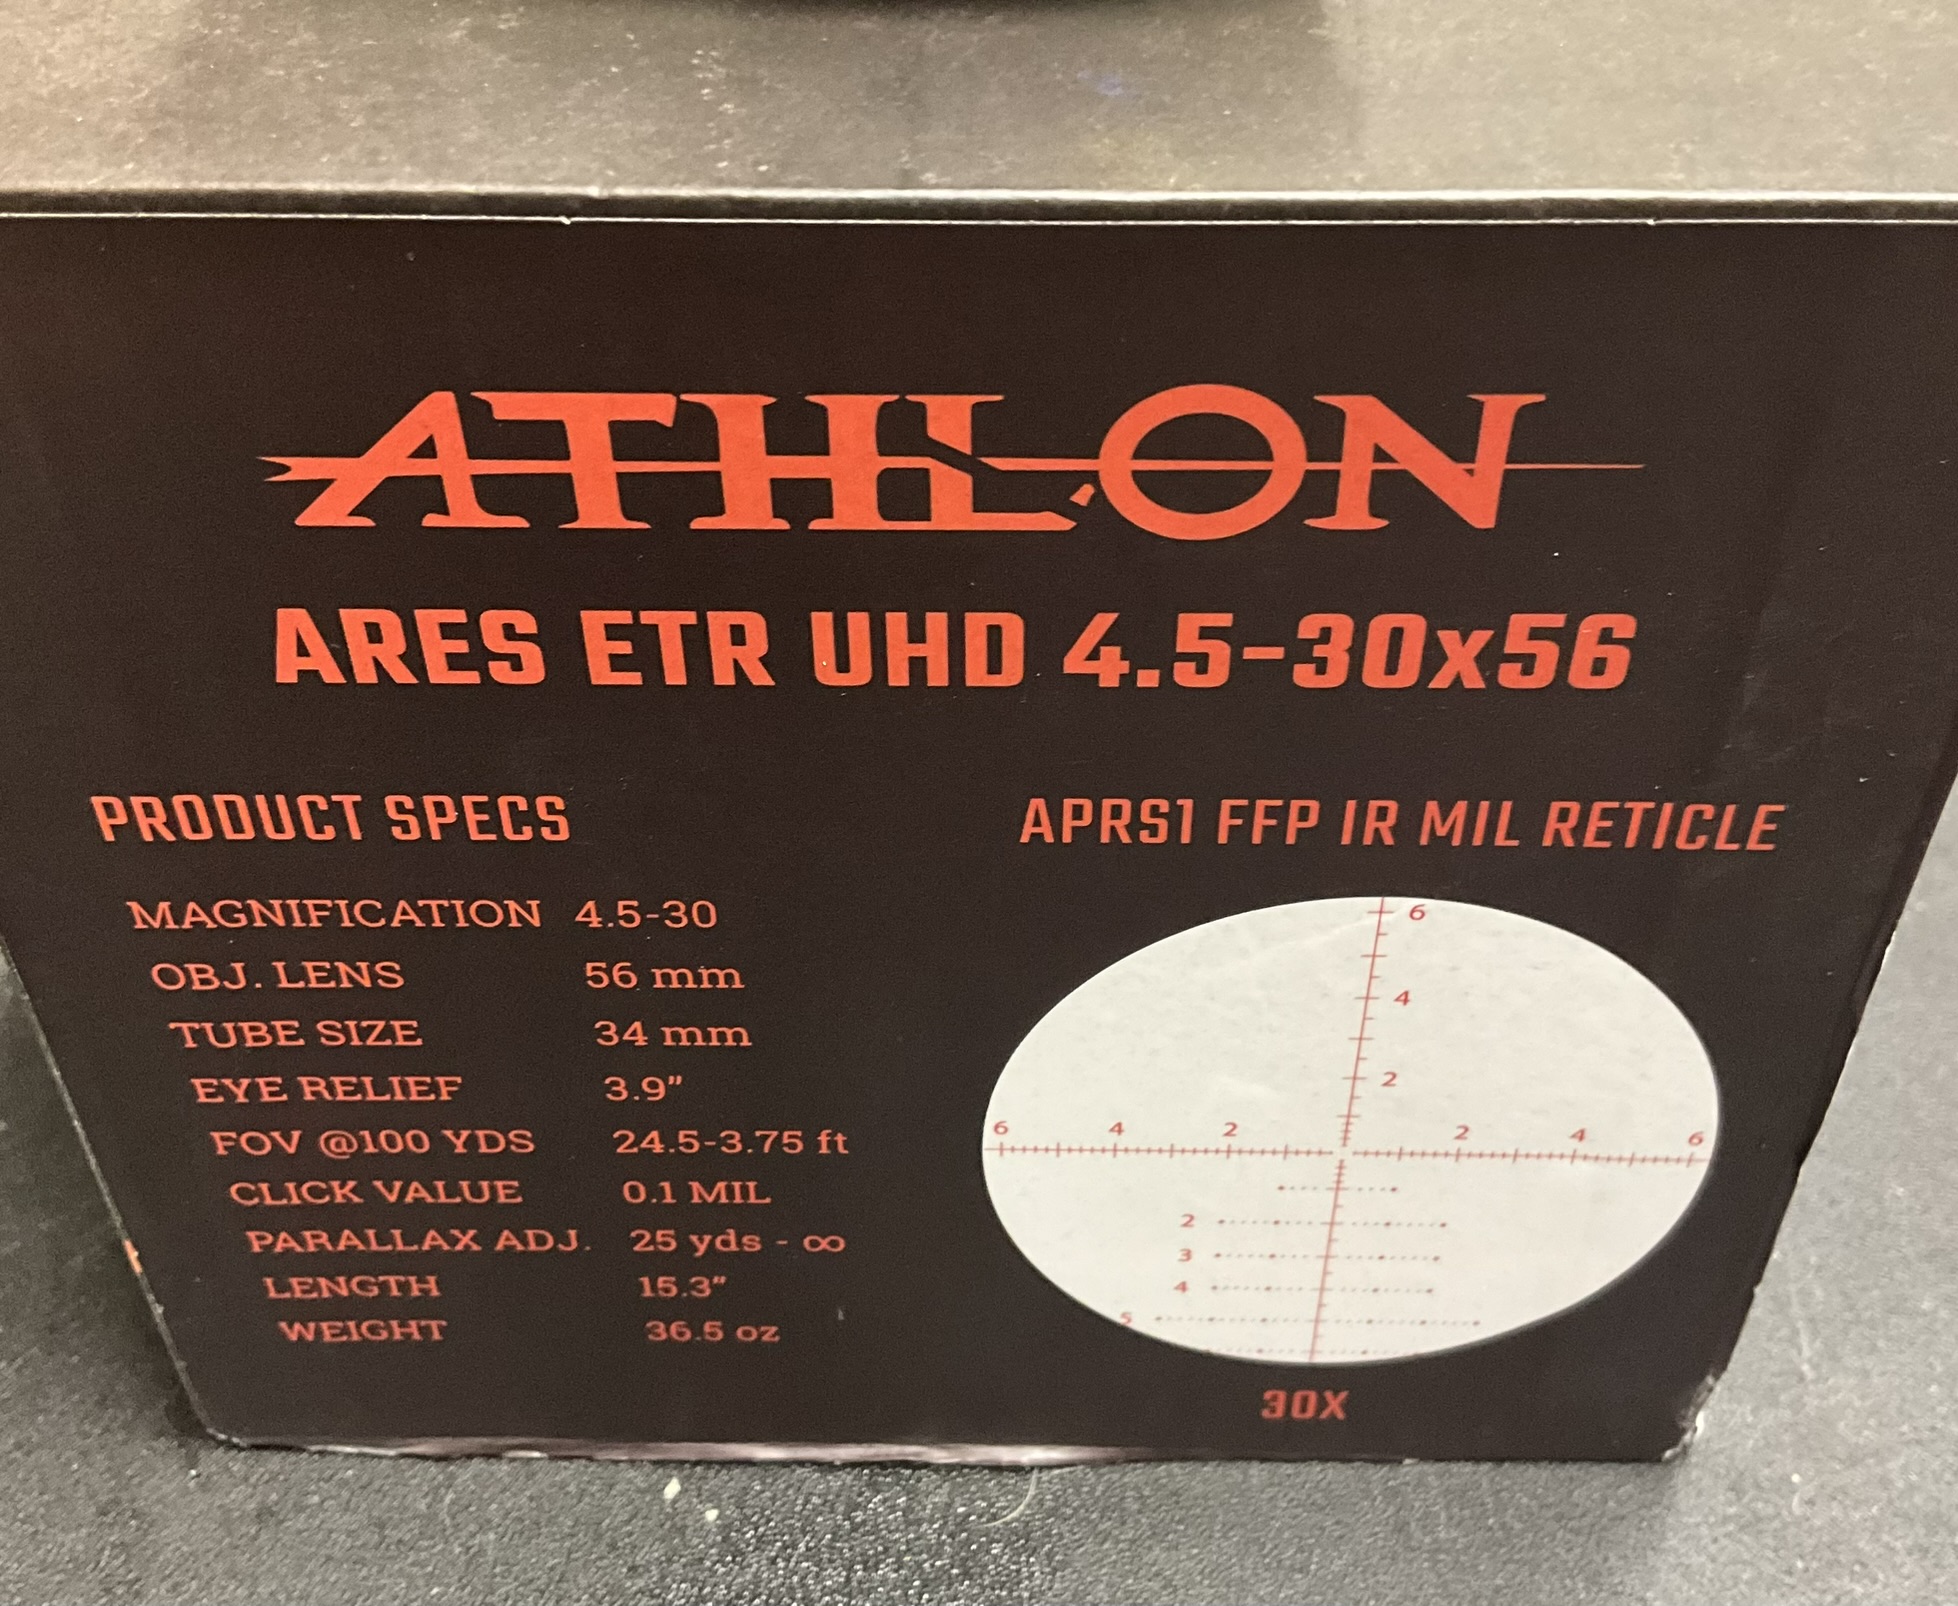 ATHLON
ARES ETR UHD 4.5-30x56
PRODUCT SPECS
MAGNIFICATION 4.5-30
OBJ. LENS 56 mm
TUBE SIZE 34 mm
EYE RELIEF 3.9"
FOV @100 YDS 24.5-3.75 ft
CLICK VALUE 0.1 MIL
PARALLAX ADJ. 25 yds - ∞
LENGTH 15.3"
WEIGHT 36.5 oz
APRS1 FFP IR MIL RETICLE
6
4
2
6 4 2 2 4 6
2
3
4
5
30X